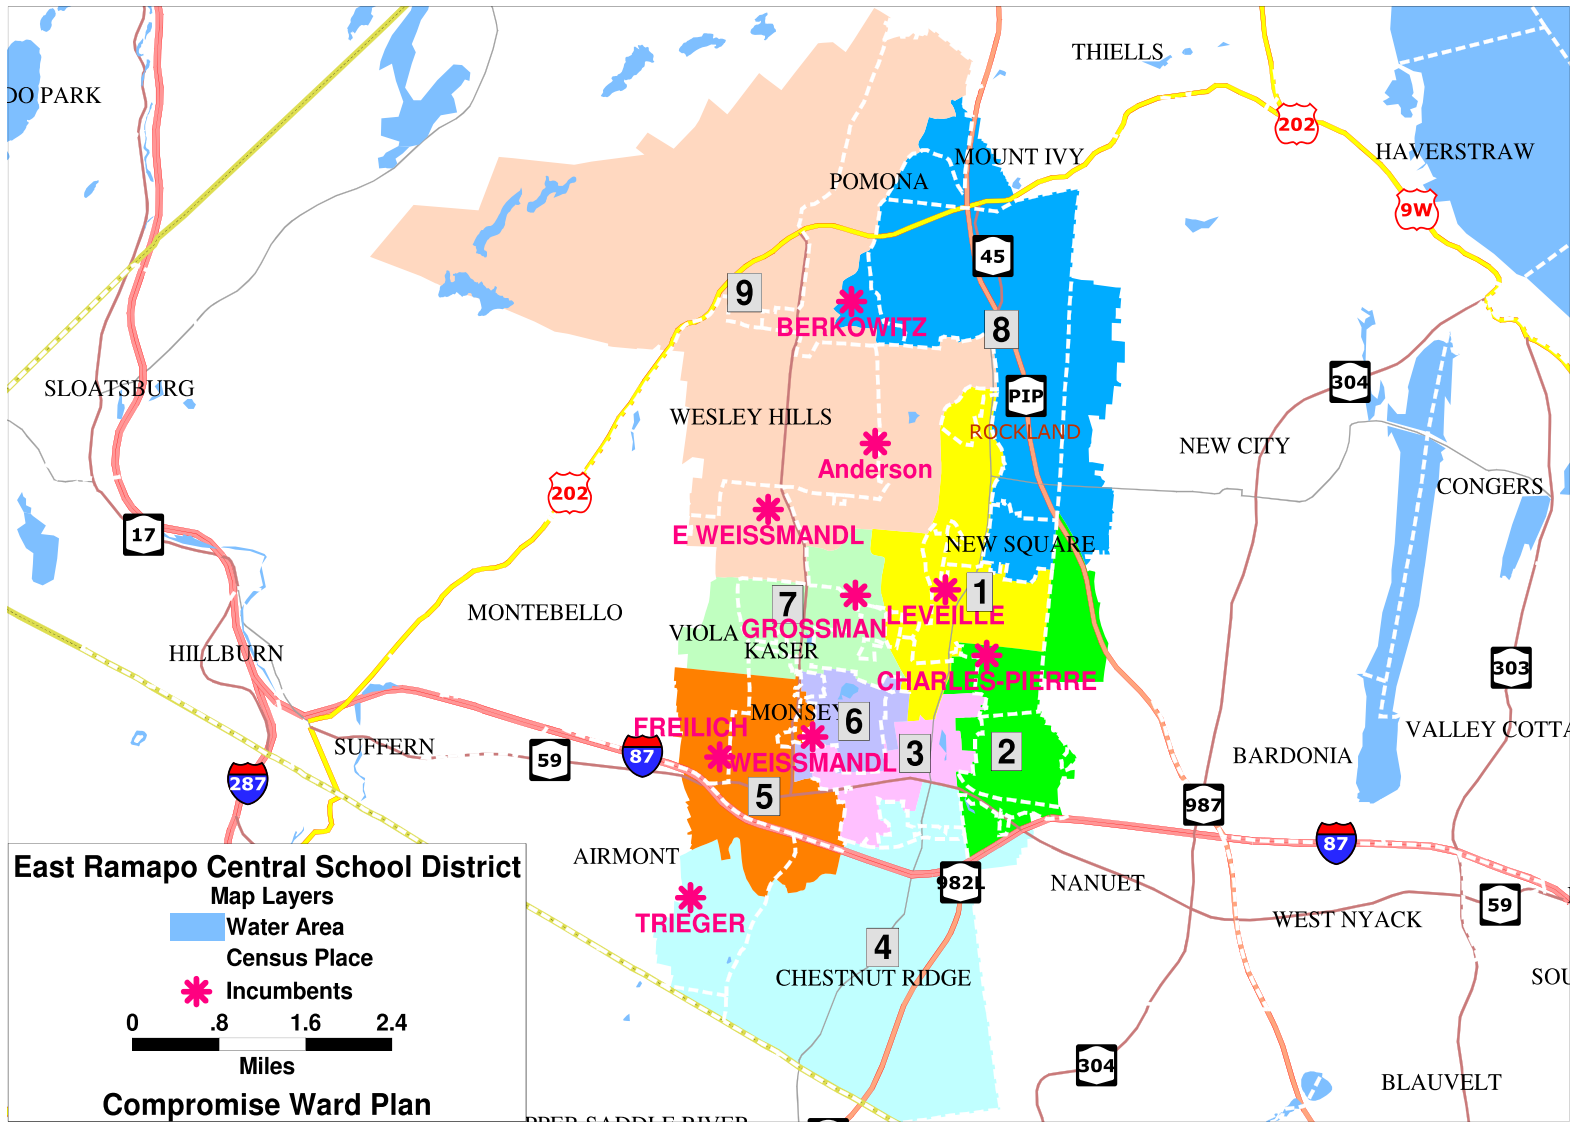 THIELLS
DO PARK
202
HAVERSTRAW
MOUNT IVY
POMONA
9W
45
9
BERKOWITZ
8
304
SLOATSBURG
PIP
WESLEY HILLS
ROCKLAND
NEW CITY
Anderson
CONGERS
202
17
E WEISSMANDL
NEW SQUARE
7
1
MONTEBELLO
LEVEILLE
GROSSMAN
VIOLA
KASER
HILLBURN
303
CHARLES-PIERRE
MONSEY
6
FREILICH
VALLEY COTTA
SUFFERN
3
2
BARDONIA
59
87
WEISSMANDL
287
5
987
87
AIRMONT
East Ramapo Central School District
Map Layers
Water Area
Census Place
Incumbents
0 .8 1.6 2.4
Miles
Compromise Ward Plan
982L
NANUET
59
WEST NYACK
TRIEGER
4
CHESTNUT RIDGE
SOU
304
BLAUVELT
PPER SADDLE RIVER